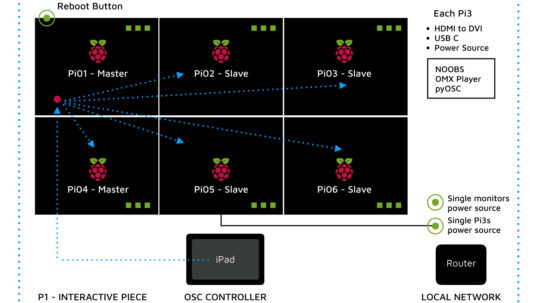 Reboot Button
Each Pi3
• HDMI to DVI
• USB C
• Power Source
Pi01 - Master
Pi02 - Slave
Pi03 - Slave
NOOBS
OMX Player
pyOSC
Pi04 - Master
Pi05 - Slave
Pi06 - Slave
Single monitors
power source
Single Pi3s
power source
iPad
Router
P1 - INTERACTIVE PIECE
OSC CONTROLLER
LOCAL NETWORK